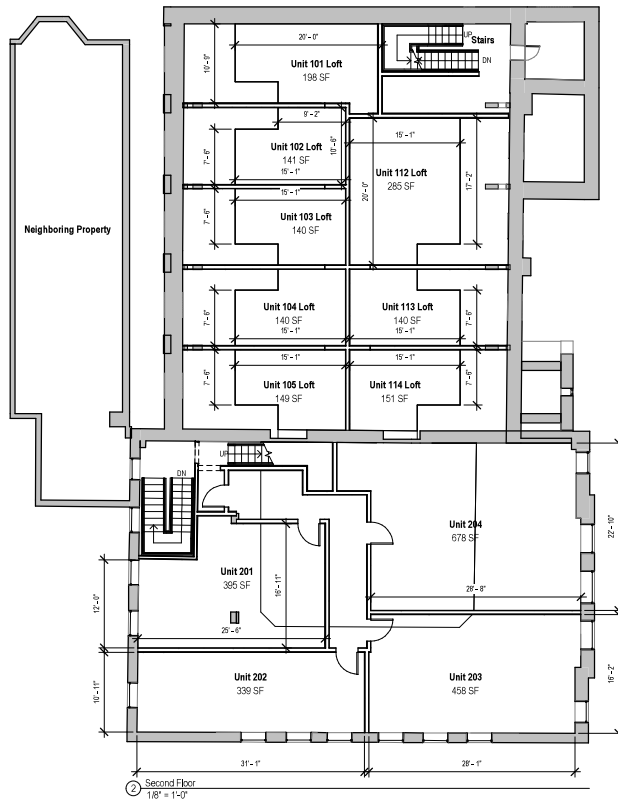 20'-0"
UP
Stairs
DN
10'-9"
Unit 101 Loft
198 SF
9'-2"
10'-6"
15'-1"
Unit 102 Loft
141 SF
7'-6"
15'-1"
Unit 112 Loft
285 SF
20'-0"
17'-2"
15'-1"
Unit 103 Loft
140 SF
7'-6"
Neighboring Property
Unit 104 Loft
140 SF
7'-6"
15'-1"
Unit 113 Loft
140 SF
7'-6"
15'-1"
15'-1"
Unit 105 Loft
149 SF
7'-6"
15'-1"
Unit 114 Loft
151 SF
7'-6"
UP
DN
Unit 204
678 SF
22'-10"
28'-8"
Unit 201
395 SF
16'-11"
12'-0"
25'-6"
Unit 202
339 SF
10'-11"
Unit 203
458 SF
16'-2"
31'-1"
28'-1"
2
Second Floor
1/8" = 1'-0"